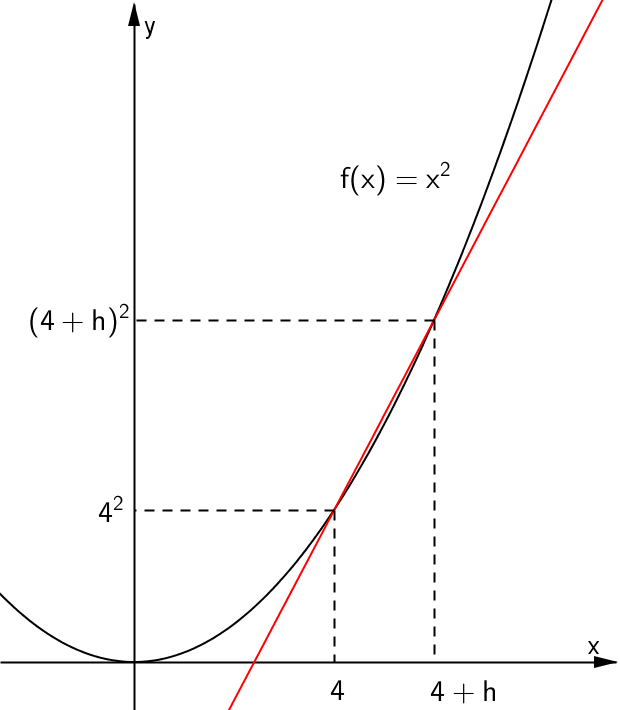 y
f(x) = x²
(4 + h)²
4²
x
4
4 + h